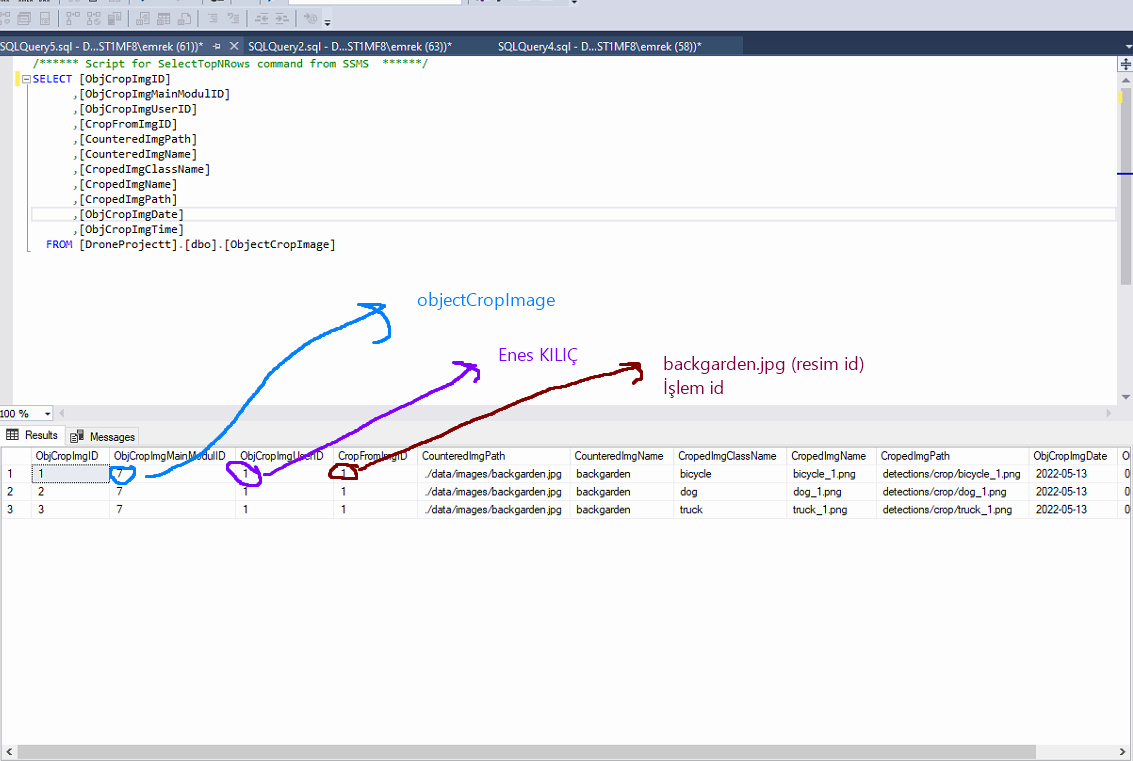 SQLQuery5.sql - D...ST1MF8\emrek (61))* SQLQuery2.sql - D...ST1MF8\emrek (63))* SQLQuery4.sql - D...ST1MF8\emrek (58))*
/****** Script for SelectTopNRows command from SSMS ******/
SELECT [ObjCropImgID]
,[ObjCropImgMainModulID]
,[ObjCropImgUserID]
,[CropFromImgID]
,[CounteredImgPath]
,[CounteredImgName]
,[CropedImgClassName]
,[CropedImgName]
,[CropedImgPath]
,[ObjCropImgDate]
,[ObjCropImgTime]
FROM [DroneProjectt].[dbo].[ObjectCropImage]
objectCropImage
Enes KILIÇ
backgarden.jpg (resim id)
İşlem id
100 %
Results Messages
ObjCropImgID ObjCropImgMainModulID ObjCropImgUserID CropFromImgID CounteredImgPath CounteredImgName CropedImgClassName CropedImgName CropedImgPath ObjCropImgDate O
1 1 7 1 1 ./data/images/backgarden.jpg backgarden bicycle bicycle_1.png detections/crop/bicycle_1.png 2022-05-13 0
2 2 7 1 1 ./data/images/backgarden.jpg backgarden dog dog_1.png detections/crop/dog_1.png 2022-05-13 0
3 3 7 1 1 ./data/images/backgarden.jpg backgarden truck truck_1.png detections/crop/truck_1.png 2022-05-13 0